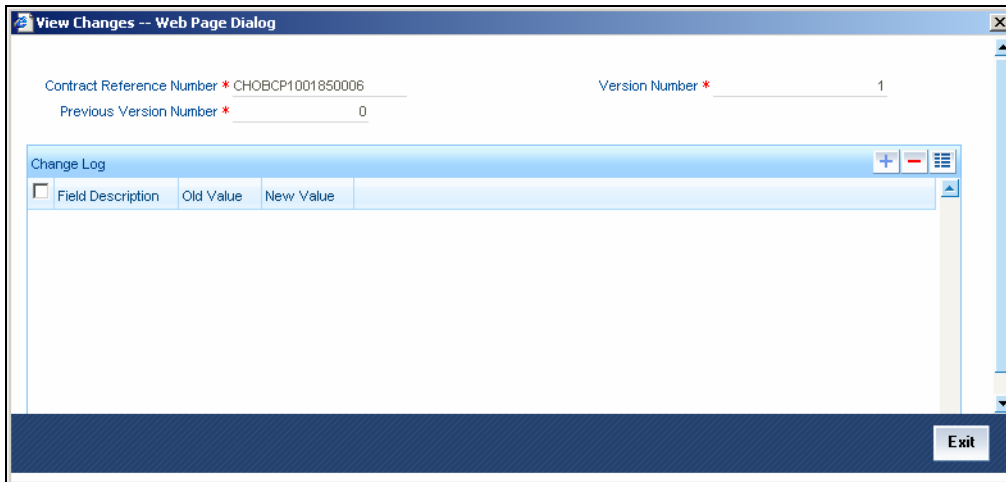 View Changes -- Web Page Dialog
Contract Reference Number * CHOBCP1001850006 Version Number * 1
Previous Version Number * 0
Change Log
Field Description Old Value New Value
Exit